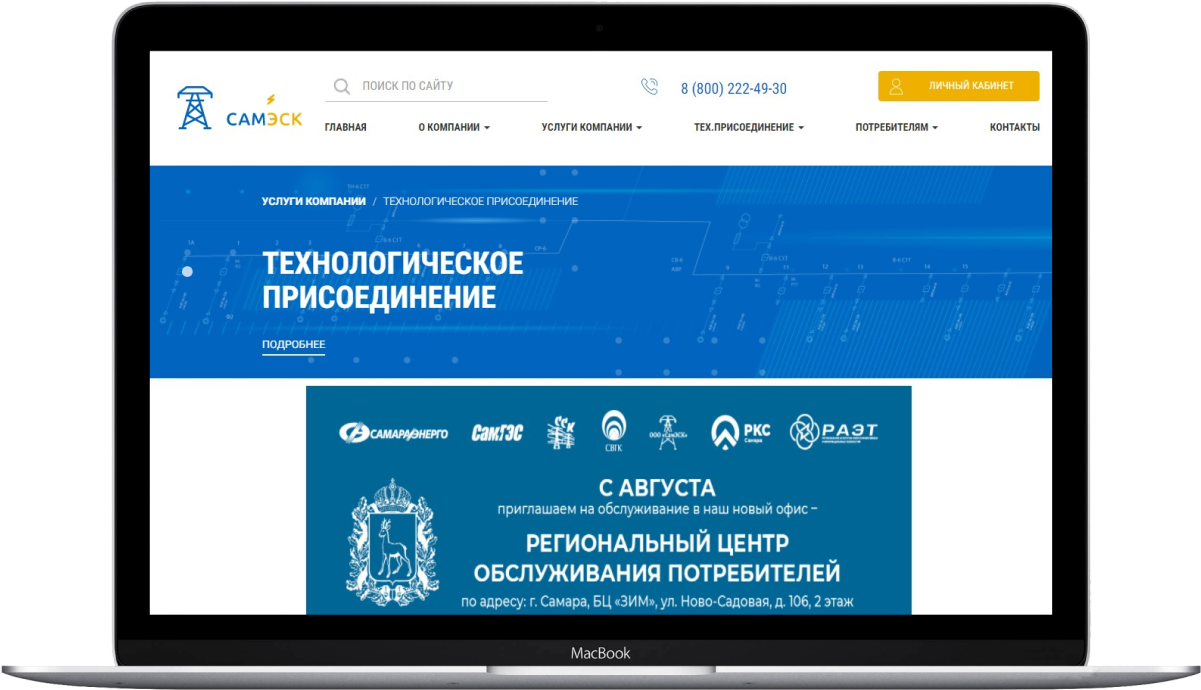 ПОИСК ПО САЙТУ
8 (800) 222-49-30
ЛИЧНЫЙ КАБИНЕТ
САМЭСК
ГЛАВНАЯ
О КОМПАНИИ
УСЛУГИ КОМПАНИИ
ТЕХ.ПРИСОЕДИНЕНИЕ
ПОТРЕБИТЕЛЯМ
КОНТАКТЫ
УСЛУГИ КОМПАНИИ / ТЕХНОЛОГИЧЕСКОЕ ПРИСОЕДИНЕНИЕ
ТЕХНОЛОГИЧЕСКОЕ
ПРИСОЕДИНЕНИЕ
ПОДРОБНЕЕ
САМАРАЭНЕРГО
СамГЭС
ССК
СВГК
ООО «СамЭСК»
РКС
Самара
РАЭТ
С АВГУСТА
приглашаем на обслуживание в наш новый офис –
РЕГИОНАЛЬНЫЙ ЦЕНТР
ОБСЛУЖИВАНИЯ ПОТРЕБИТЕЛЕЙ
по адресу: г. Самара, БЦ «ЗИМ», ул. Ново-Садовая, д. 106, 2 этаж
MacBook